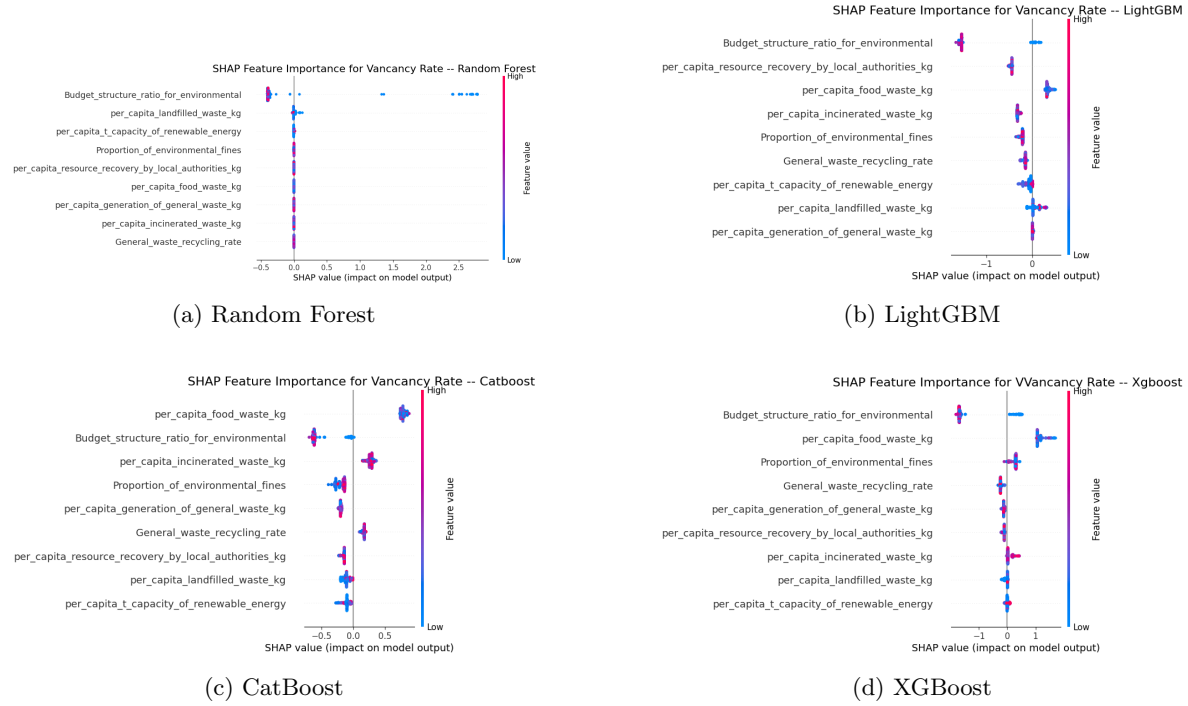 SHAP Feature Importance for Vancancy Rate -- Random Forest
High
Budget_structure_ratio_for_environmental
per_capita_landfilled_waste_kg
per_capita_t_capacity_of_renewable_energy
Proportion_of_environmental_fines
per_capita_resource_recovery_by_local_authorities_kg
per_capita_food_waste_kg
per_capita_generation_of_general_waste_kg
per_capita_incinerated_waste_kg
General_waste_recycling_rate
Feature value
Low
−0.5 0.0 0.5 1.0 1.5 2.0 2.5
SHAP value (impact on model output)
(a) Random Forest
SHAP Feature Importance for Vancancy Rate -- LightGBM
High
Budget_structure_ratio_for_environmental
per_capita_resource_recovery_by_local_authorities_kg
per_capita_food_waste_kg
per_capita_incinerated_waste_kg
Proportion_of_environmental_fines
General_waste_recycling_rate
per_capita_t_capacity_of_renewable_energy
per_capita_landfilled_waste_kg
per_capita_generation_of_general_waste_kg
Feature value
Low
−1 0
SHAP value (impact on model output)
(b) LightGBM
SHAP Feature Importance for Vancancy Rate -- Catboost
High
per_capita_food_waste_kg
Budget_structure_ratio_for_environmental
per_capita_incinerated_waste_kg
Proportion_of_environmental_fines
per_capita_generation_of_general_waste_kg
General_waste_recycling_rate
per_capita_resource_recovery_by_local_authorities_kg
per_capita_landfilled_waste_kg
per_capita_t_capacity_of_renewable_energy
Feature value
Low
−0.5 0.0 0.5
SHAP value (impact on model output)
(c) CatBoost
SHAP Feature Importance for VVancancy Rate -- Xgboost
High
Budget_structure_ratio_for_environmental
per_capita_food_waste_kg
Proportion_of_environmental_fines
General_waste_recycling_rate
per_capita_generation_of_general_waste_kg
per_capita_resource_recovery_by_local_authorities_kg
per_capita_incinerated_waste_kg
per_capita_landfilled_waste_kg
per_capita_t_capacity_of_renewable_energy
Feature value
Low
−1 0 1
SHAP value (impact on model output)
(d) XGBoost